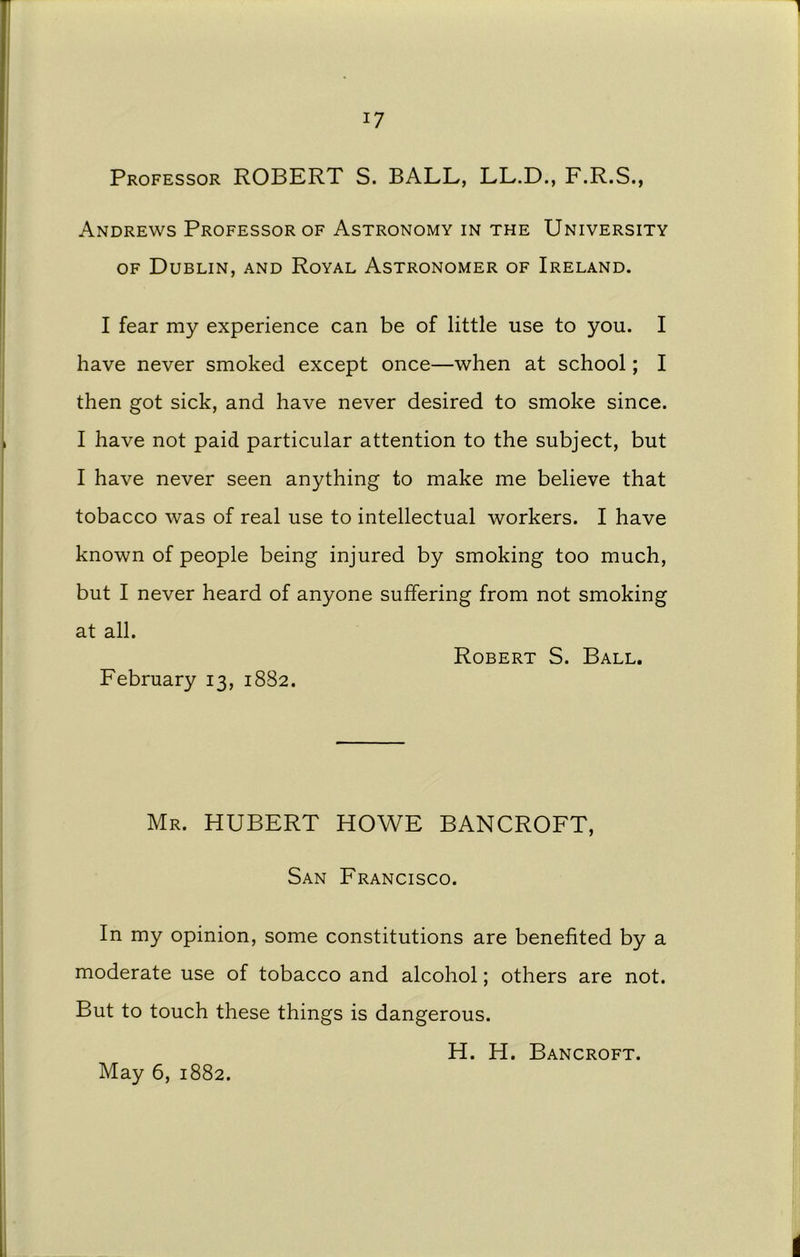 17
Professor ROBERT S. BALL, LL.D., F.R.S.,
Andrews Professor of Astronomy in the University
of Dublin, and Royal Astronomer of Ireland.
I fear my experience can be of little use to you. I
have never smoked except once—when at school; I
then got sick, and have never desired to smoke since.
I have not paid particular attention to the subject, but
I have never seen anything to make me believe that
tobacco was of real use to intellectual workers. I have
known of people being injured by smoking too much,
but I never heard of anyone suffering from not smoking
at all.
Robert S. Ball.
February 13, 1882.
Mr. HUBERT HOWE BANCROFT,
San Francisco.
In my opinion, some constitutions are benefited by a
moderate use of tobacco and alcohol; others are not.
But to touch these things is dangerous.
H. H. Bancroft.
May 6, 1882.